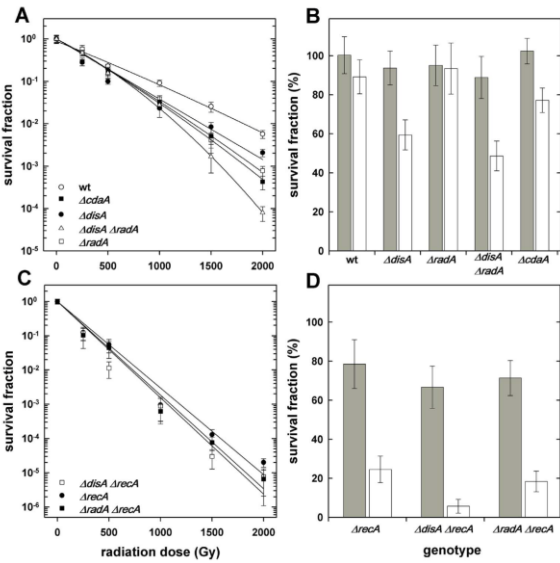 A
survival fraction
10^0
10^-1
10^-2
10^-3
10^-4
10^-5
wt
ΔcdaA
ΔdisA
ΔdisA ΔradA
ΔradA
0 500 1000 1500 2000
B
survival fraction (%)
100
80
60
40
20
0
wt ΔdisA ΔradA ΔdisA ΔradA ΔcdaA
C
survival fraction
10^0
10^-1
10^-2
10^-3
10^-4
10^-5
10^-6
ΔdisA ΔrecA
ΔrecA
ΔradA ΔrecA
0 500 1000 1500 2000
radiation dose (Gy)
D
survival fraction (%)
100
80
60
40
20
0
ΔrecA ΔdisA ΔrecA ΔradA ΔrecA
genotype